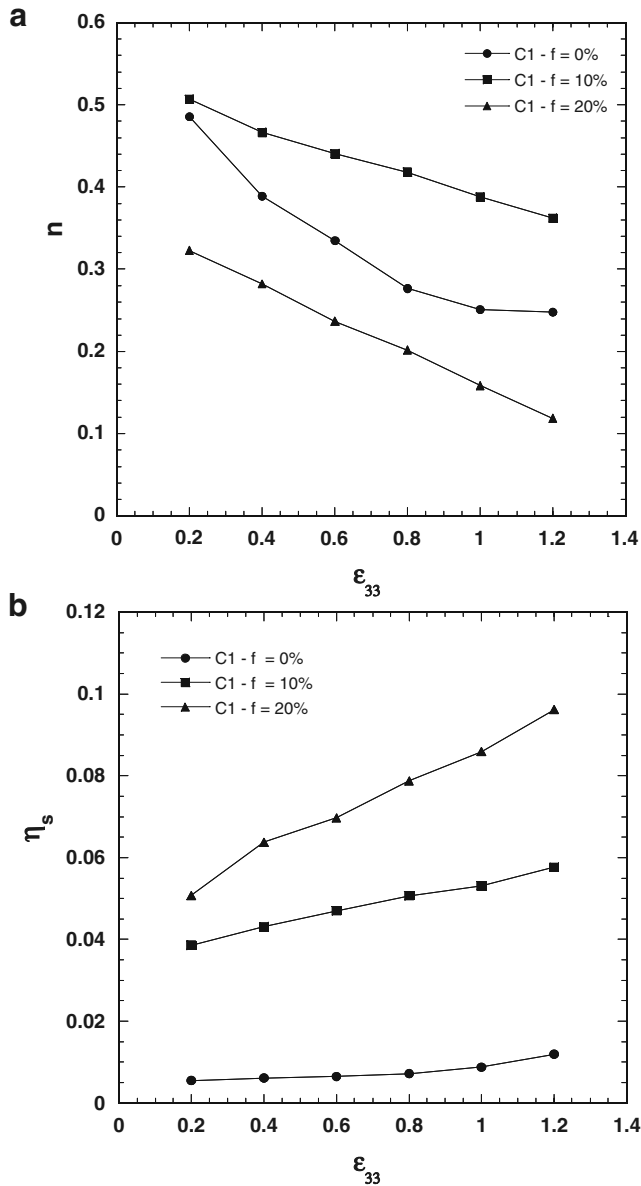 a
0.6
0.5
0.4
0.3
0.2
0.1
0
n
C1 - f = 0%
C1 - f = 10%
C1 - f = 20%
0 0.2 0.4 0.6 0.8 1 1.2 1.4
ε33
b
0.12
0.1
0.08
0.06
0.04
0.02
0
ηs
C1 - f = 0%
C1 - f = 10%
C1 - f = 20%
0 0.2 0.4 0.6 0.8 1 1.2 1.4
ε33